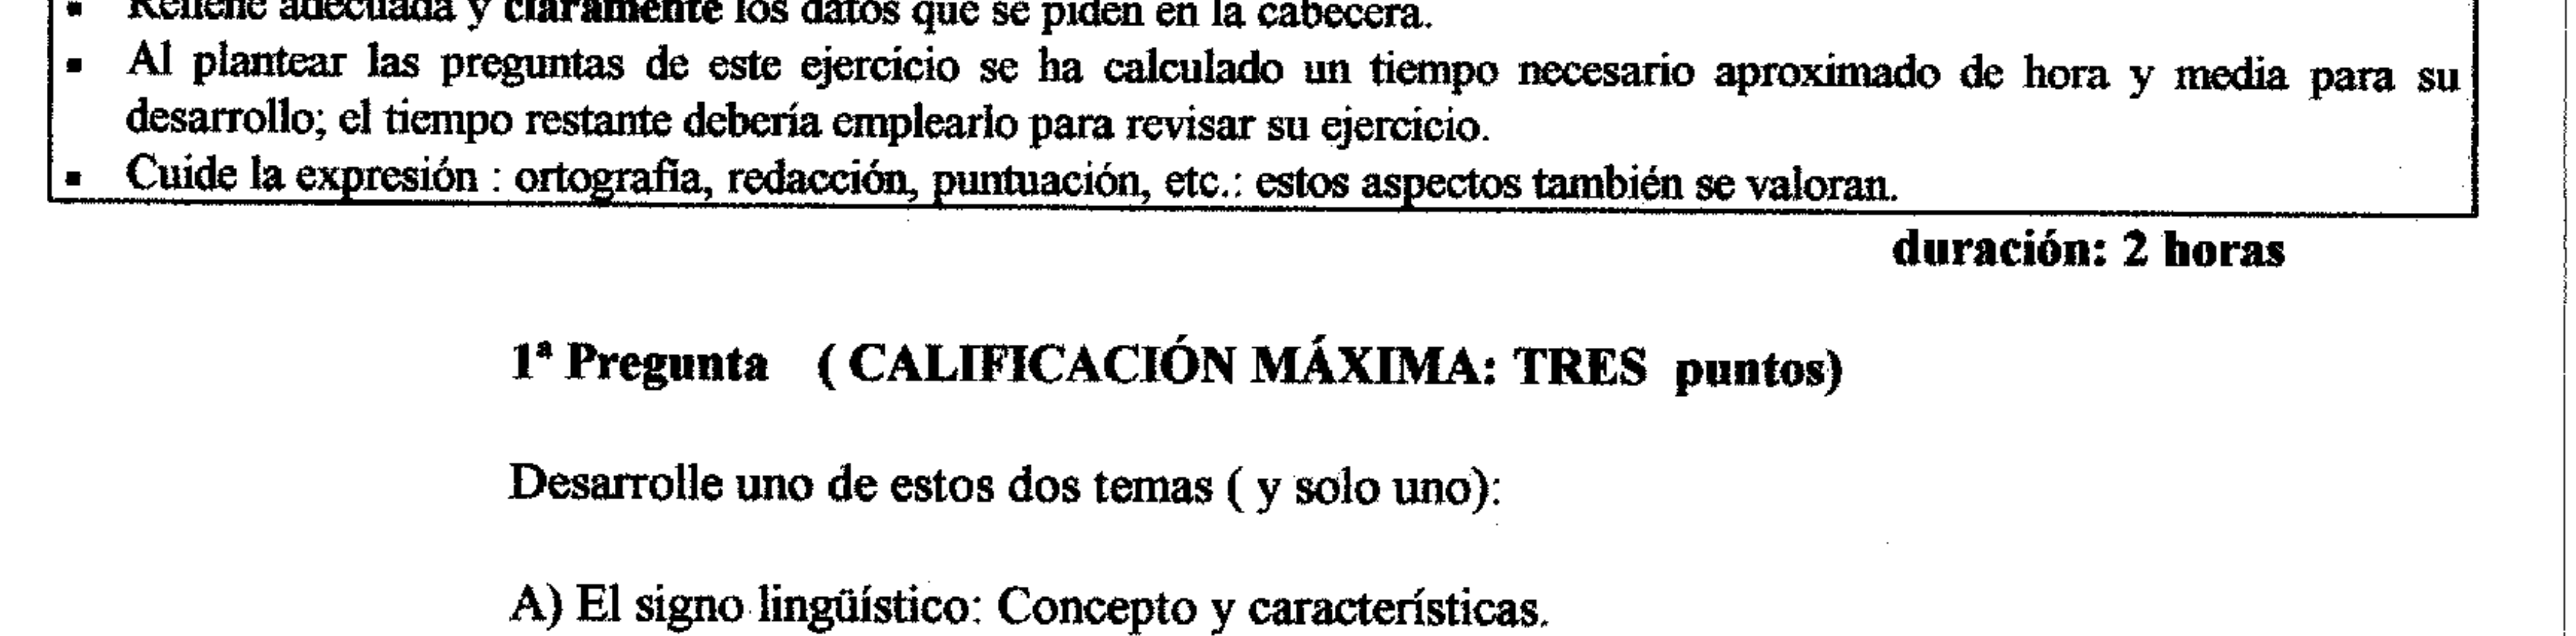 ▪ Rellene adecuada y claramente los datos que se piden en la cabecera.
▪ Al plantear las preguntas de este ejercicio se ha calculado un tiempo necesario aproximado de hora y media para su
desarrollo; el tiempo restante debería emplearlo para revisar su ejercicio.
▪ Cuide la expresión : ortografía, redacción, puntuación, etc.: estos aspectos también se valoran.
duración: 2 horas
1ª Pregunta ( CALIFICACIÓN MÁXIMA: TRES puntos)
Desarrolle uno de estos dos temas ( y solo uno):
A) El signo lingüístico: Concepto y características.